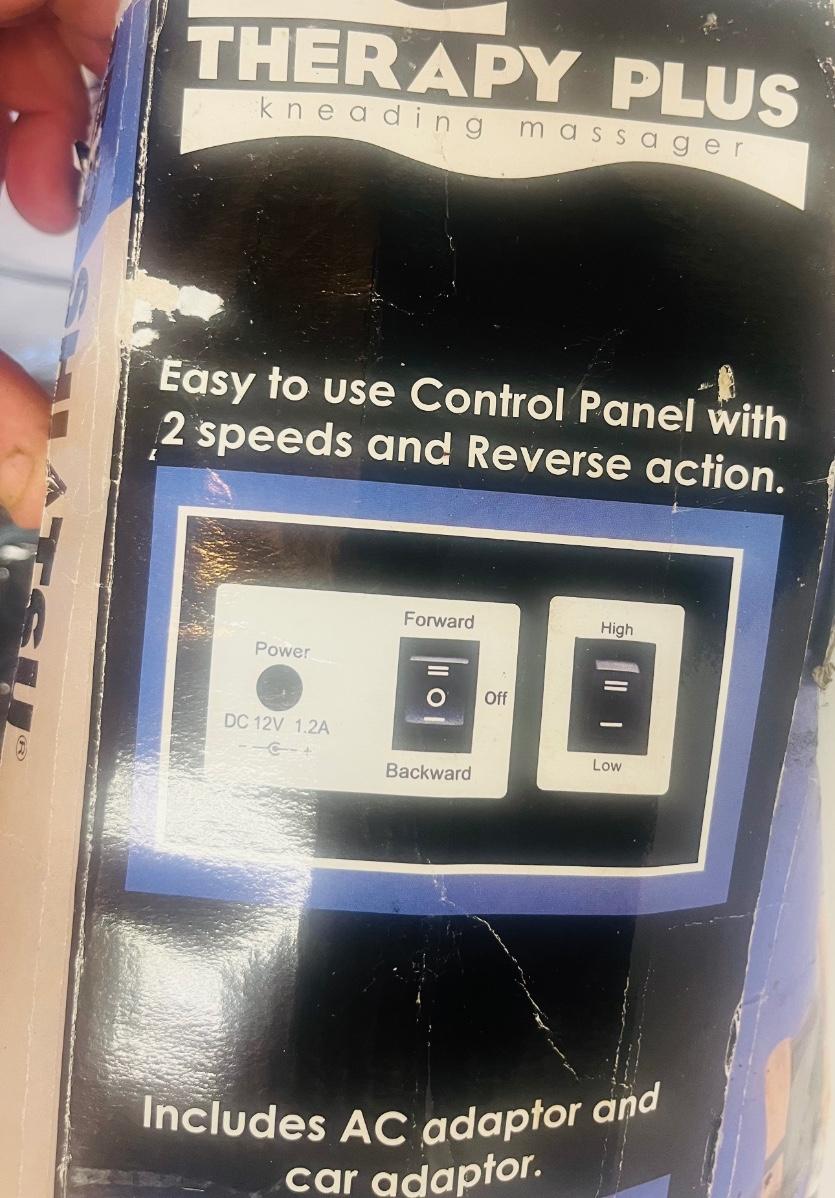 THERAPY PLUS
kneading massager
Easy to use Control Panel with
2 speeds and Reverse action.
Power
DC 12V 1.2A
- +
Forward
Off
Backward
High
Low
Includes AC adaptor and
car adaptor.